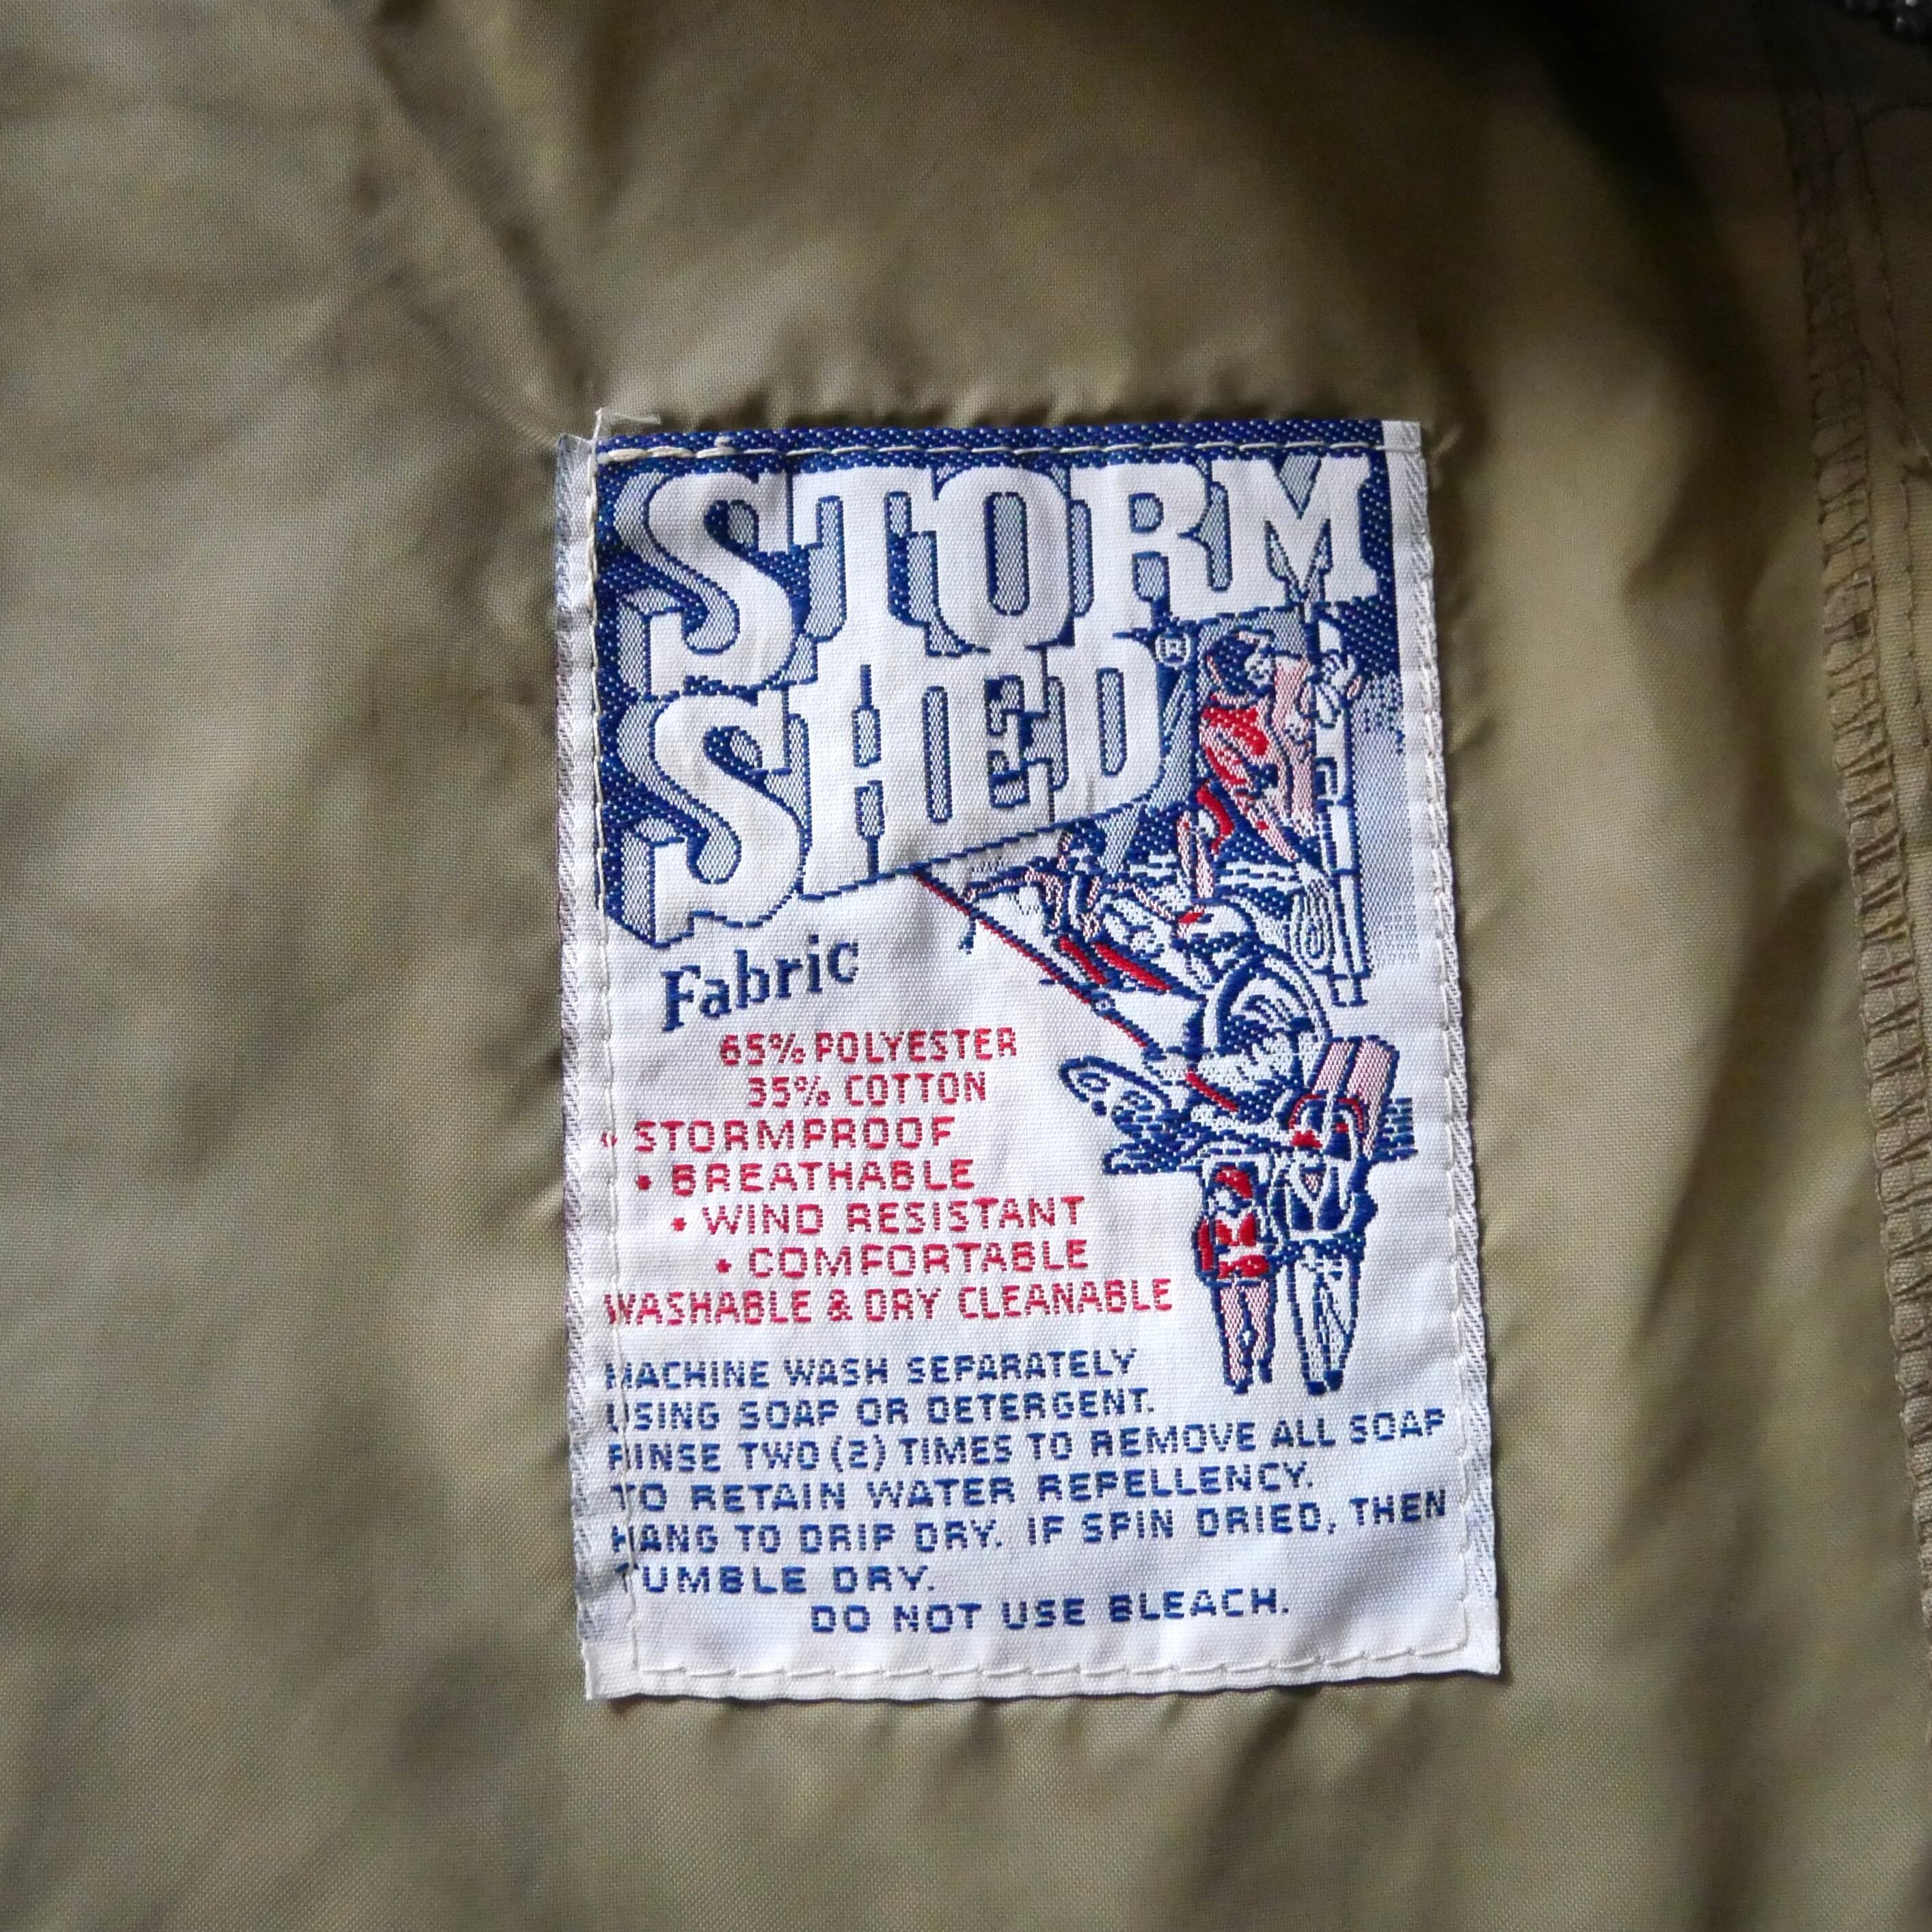 STORM
SHED®
Fabric
65% POLYESTER
35% COTTON
• STORMPROOF
• BREATHABLE
• WIND RESISTANT
• COMFORTABLE
WASHABLE & DRY CLEANABLE
MACHINE WASH SEPARATELY
USING SOAP OR DETERGENT.
RINSE TWO (2) TIMES TO REMOVE ALL SOAP
TO RETAIN WATER REPELLENCY.
HANG TO DRIP DRY. IF SPIN DRIED, THEN
TUMBLE DRY.
DO NOT USE BLEACH.